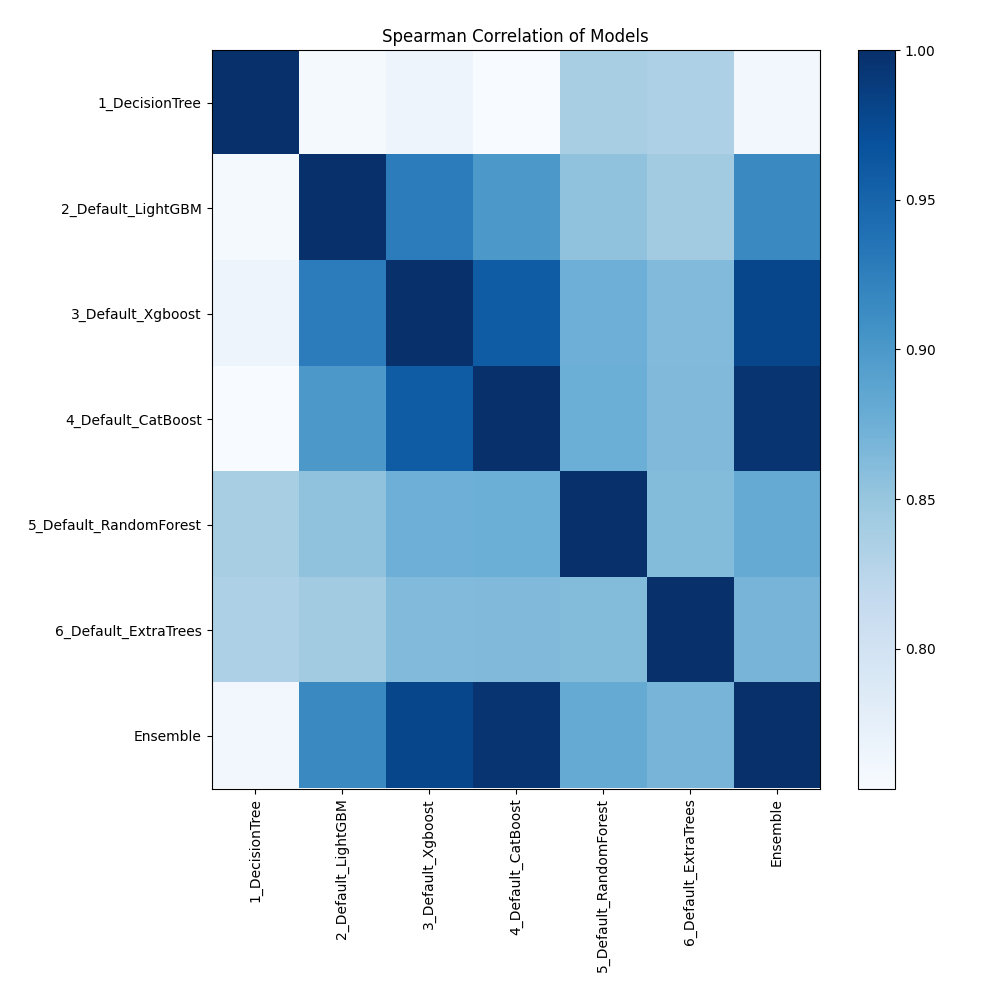 Spearman Correlation of Models
1_DecisionTree
2_Default_LightGBM
3_Default_Xgboost
4_Default_CatBoost
5_Default_RandomForest
6_Default_ExtraTrees
Ensemble
1_DecisionTree
2_Default_LightGBM
3_Default_Xgboost
4_Default_CatBoost
5_Default_RandomForest
6_Default_ExtraTrees
Ensemble
1.00
0.95
0.90
0.85
0.80